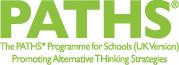 PATHS®
The PATHS® Programme for Schools (UK Version)
Promoting Alternative THinking Strategies